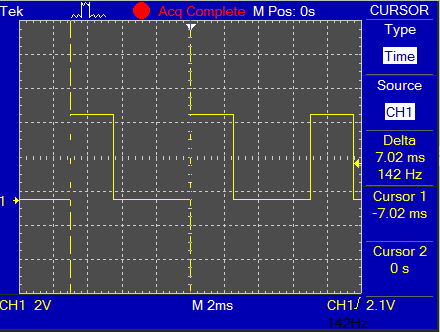 Tek Acq Complete M Pos: 0s CURSOR
Type
Time
Source
CH1
Delta
7.02 ms
142 Hz
1
Cursor 1
-7.02 ms
Cursor 2
0 s
CH1 2V M 2ms CH1/ 2.1V
142Hz